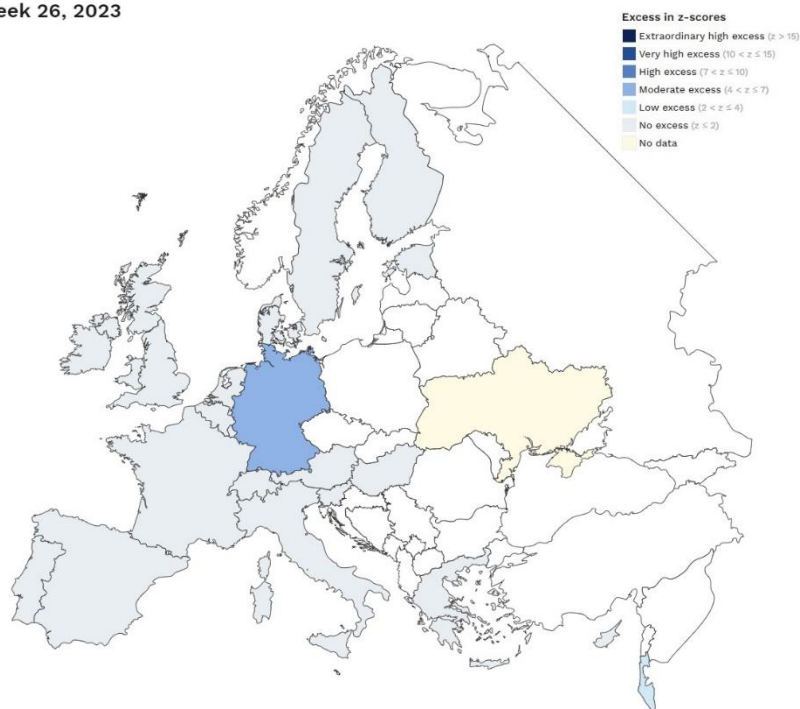 eek 26, 2023
Excess in z-scores
Extraordinary high excess (z > 15)
Very high excess (10 < z ≤ 15)
High excess (7 < z ≤ 10)
Moderate excess (4 < z ≤ 7)
Low excess (2 < z ≤ 4)
No excess (z ≤ 2)
No data